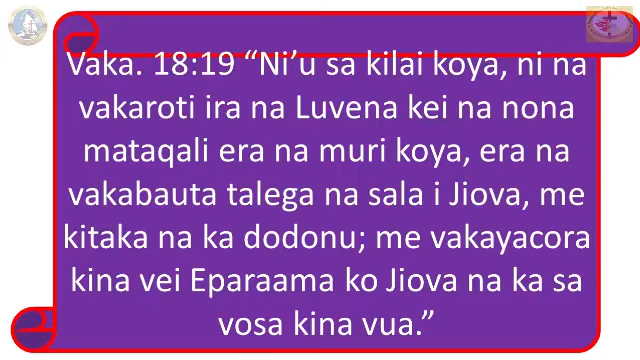 Vaka. 18:19 “Ni’u sa kilai koya, ni na
vakaroti ira na Luvena kei na nona
mataqali era na muri koya, era na
vakabauta talega na sala i Jiova, me
kitaka na ka dodonu; me vakayacora
kina vei Eparaama ko Jiova na ka sa
vosa kina vua.”